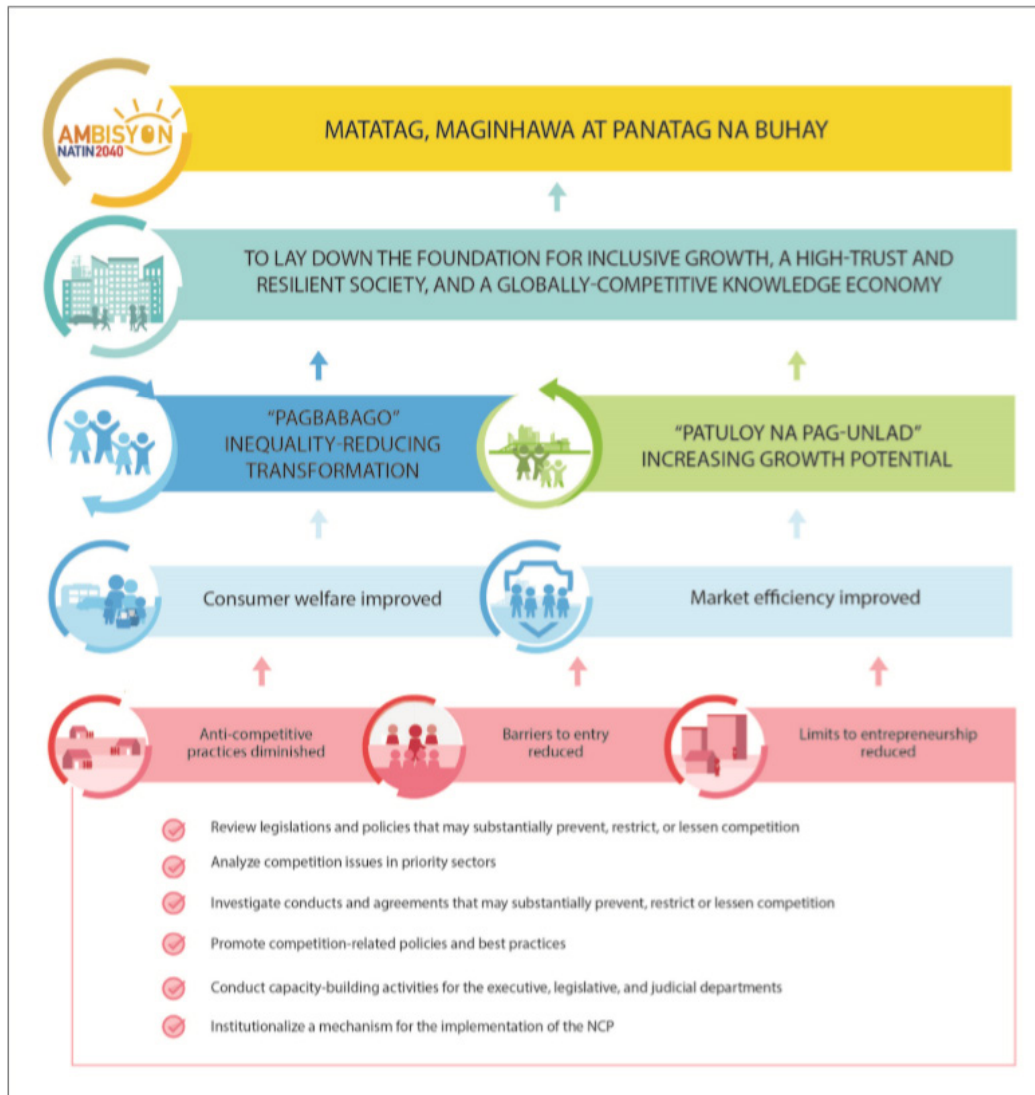 AMBISYON
NATIN2040
MATATAG, MAGINHAWA AT PANATAG NA BUHAY
TO LAY DOWN THE FOUNDATION FOR INCLUSIVE GROWTH, A HIGH-TRUST AND
RESILIENT SOCIETY, AND A GLOBALLY-COMPETITIVE KNOWLEDGE ECONOMY
“PAGBABAGO”
INEQUALITY-REDUCING
TRANSFORMATION
“PATULOY NA PAG-UNLAD”
INCREASING GROWTH POTENTIAL
Consumer welfare improved
Market efficiency improved
Anti-competitive
practices diminished
Barriers to entry
reduced
Limits to entrepreneurship
reduced
Review legislations and policies that may substantially prevent, restrict, or lessen competition
Analyze competition issues in priority sectors
Investigate conducts and agreements that may substantially prevent, restrict or lessen competition
Promote competition-related policies and best practices
Conduct capacity-building activities for the executive, legislative, and judicial departments
Institutionalize a mechanism for the implementation of the NCP